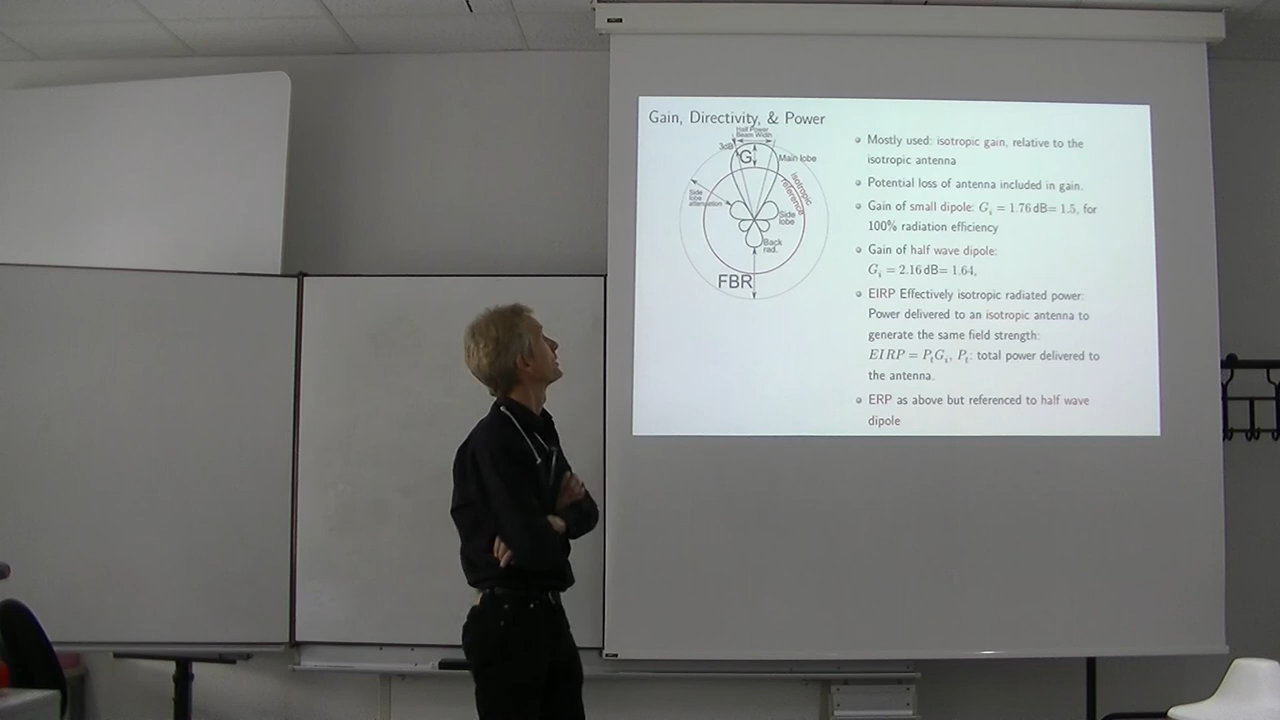 Gain, Directivity, & Power
Half Power
Beam Width
3dB
G
Main lobe
isotropic
reference
Side
lobe
attenuation
Side
lobe
Back
rad.
FBR
Mostly used: isotropic gain, relative to the
isotropic antenna
Potential loss of antenna included in gain.
Gain of small dipole: G_i = 1.76 dB= 1.5, for
100% radiation efficiency
Gain of half wave dipole:
G_i = 2.16 dB= 1.64,
EIRP Effectively isotropic radiated power:
Power delivered to an isotropic antenna to
generate the same field strength:
EIRP = P_t G_i, P_t: total power delivered to
the antenna.
ERP as above but referenced to half wave
dipole